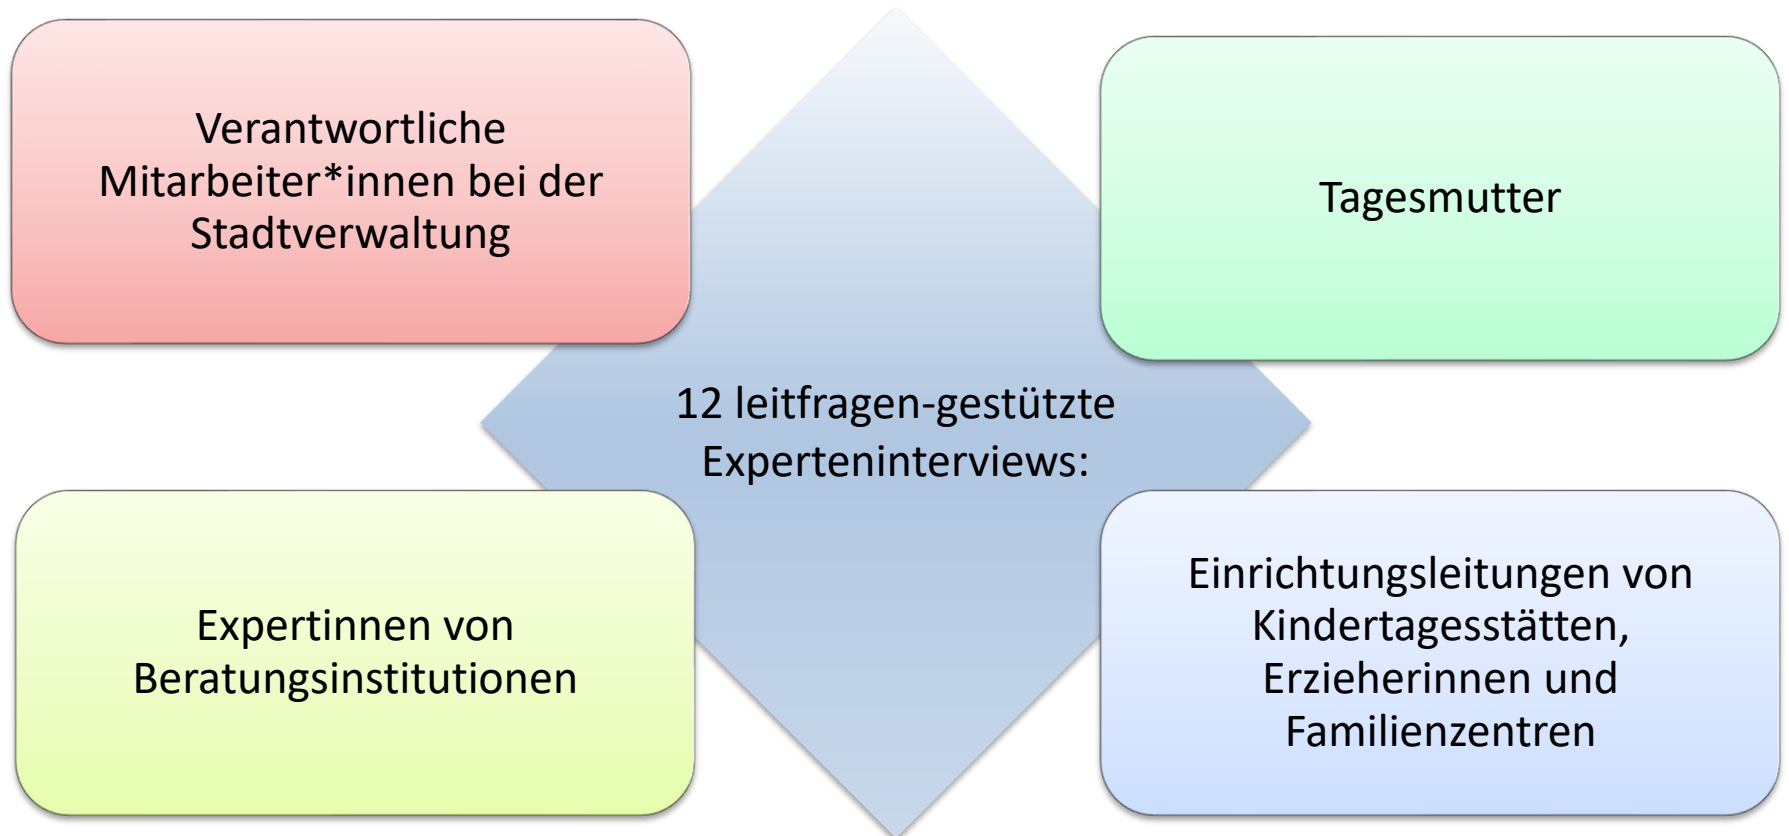 Verantwortliche
Mitarbeiter*innen bei der
Stadtverwaltung
Tagesmutter
12 leitfragen-gestützte
Experteninterviews:
Expertinnen von
Beratungsinstitutionen
Einrichtungsleitungen von
Kindertagesstätten,
Erzieherinnen und
Familienzentren